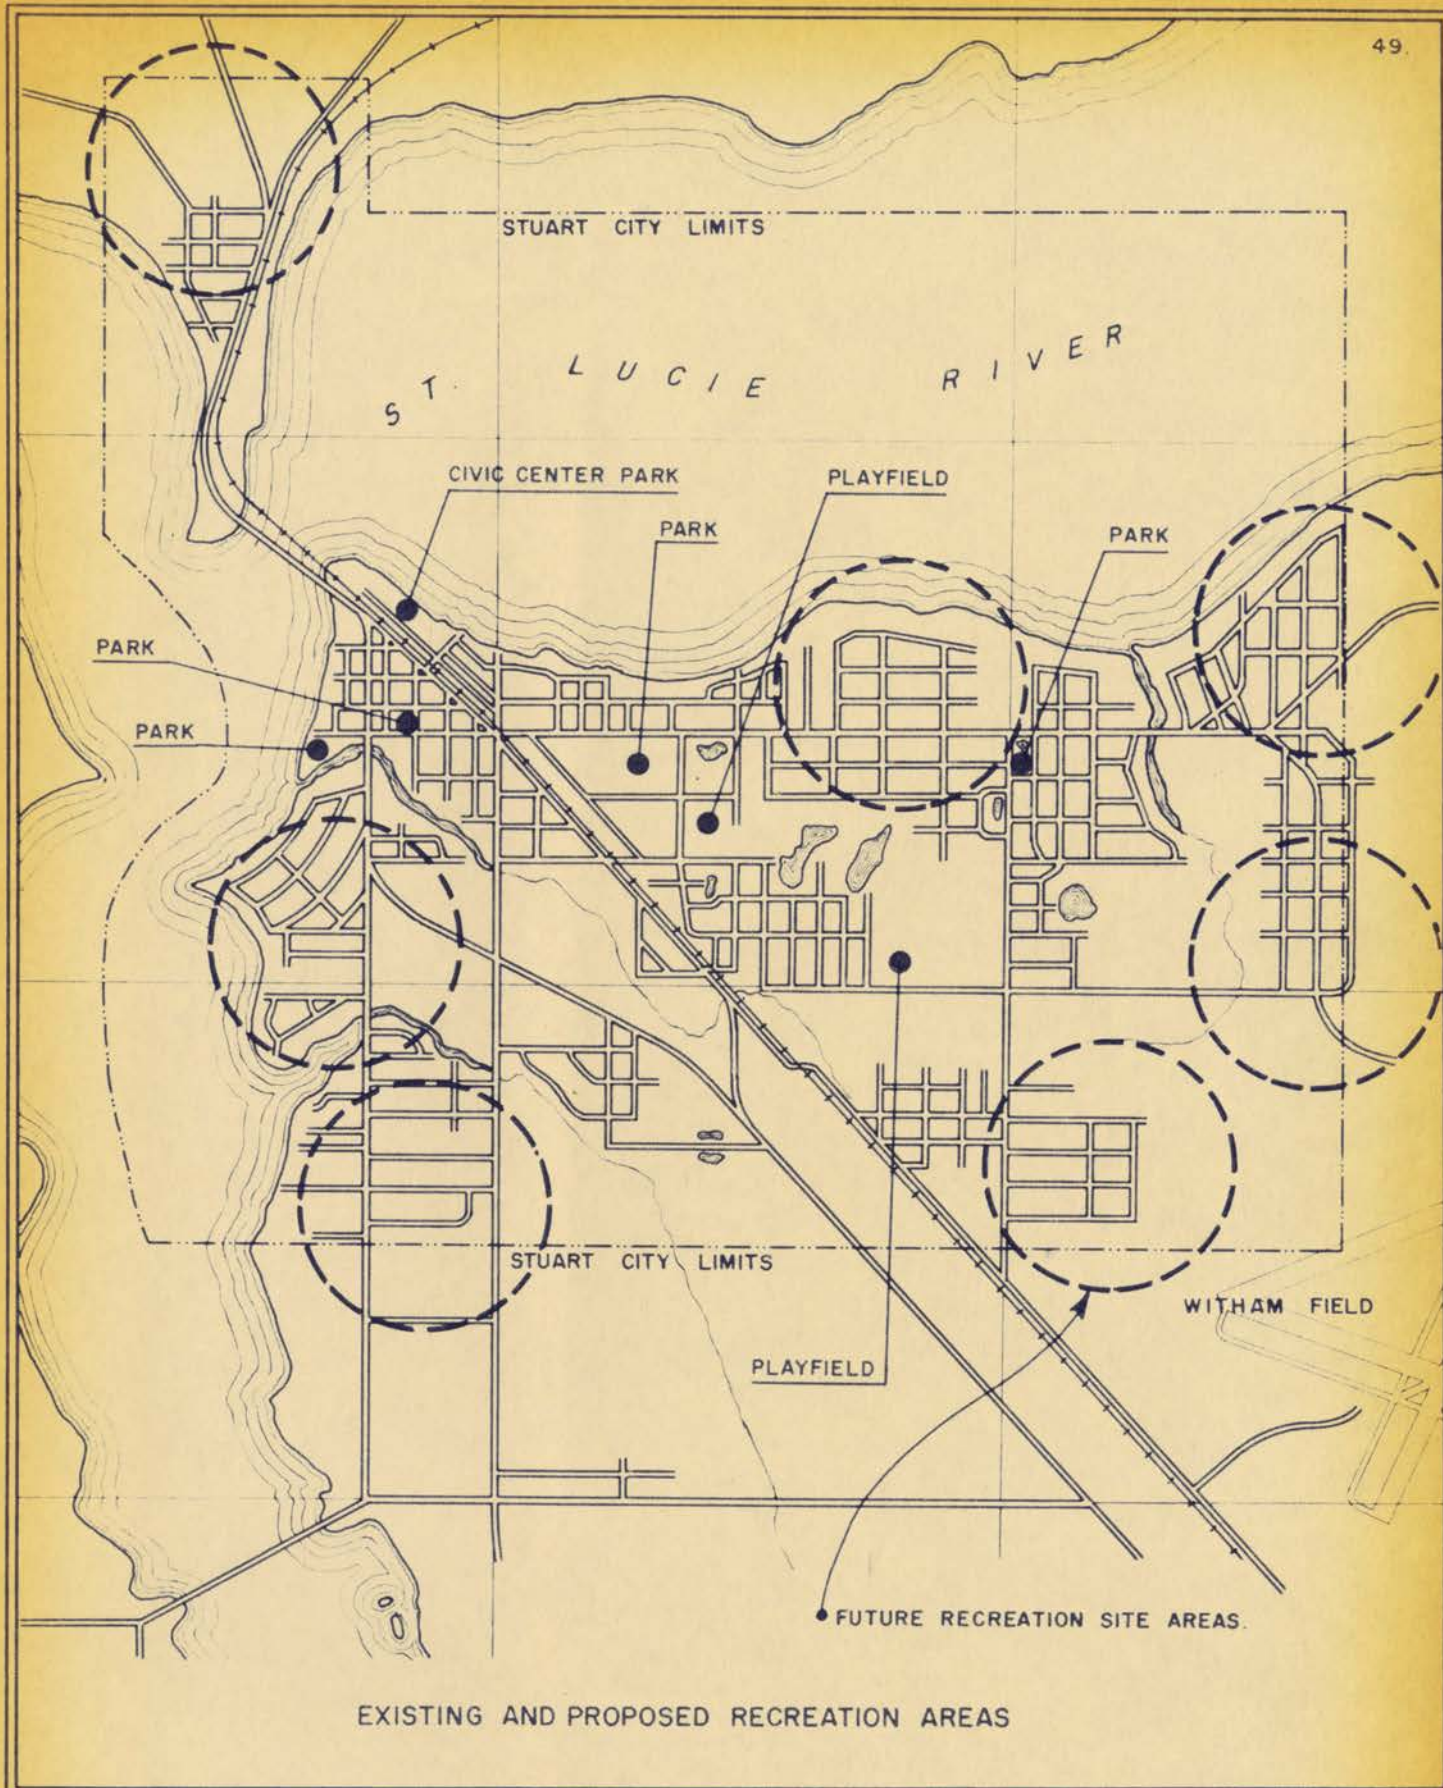 49.
STUART CITY LIMITS
ST. LUCIE RIVER
CIVIC CENTER PARK
PLAYFIELD
PARK
PARK
PARK
PARK
STUART CITY LIMITS
WITHAM FIELD
PLAYFIELD
FUTURE RECREATION SITE AREAS.
EXISTING AND PROPOSED RECREATION AREAS